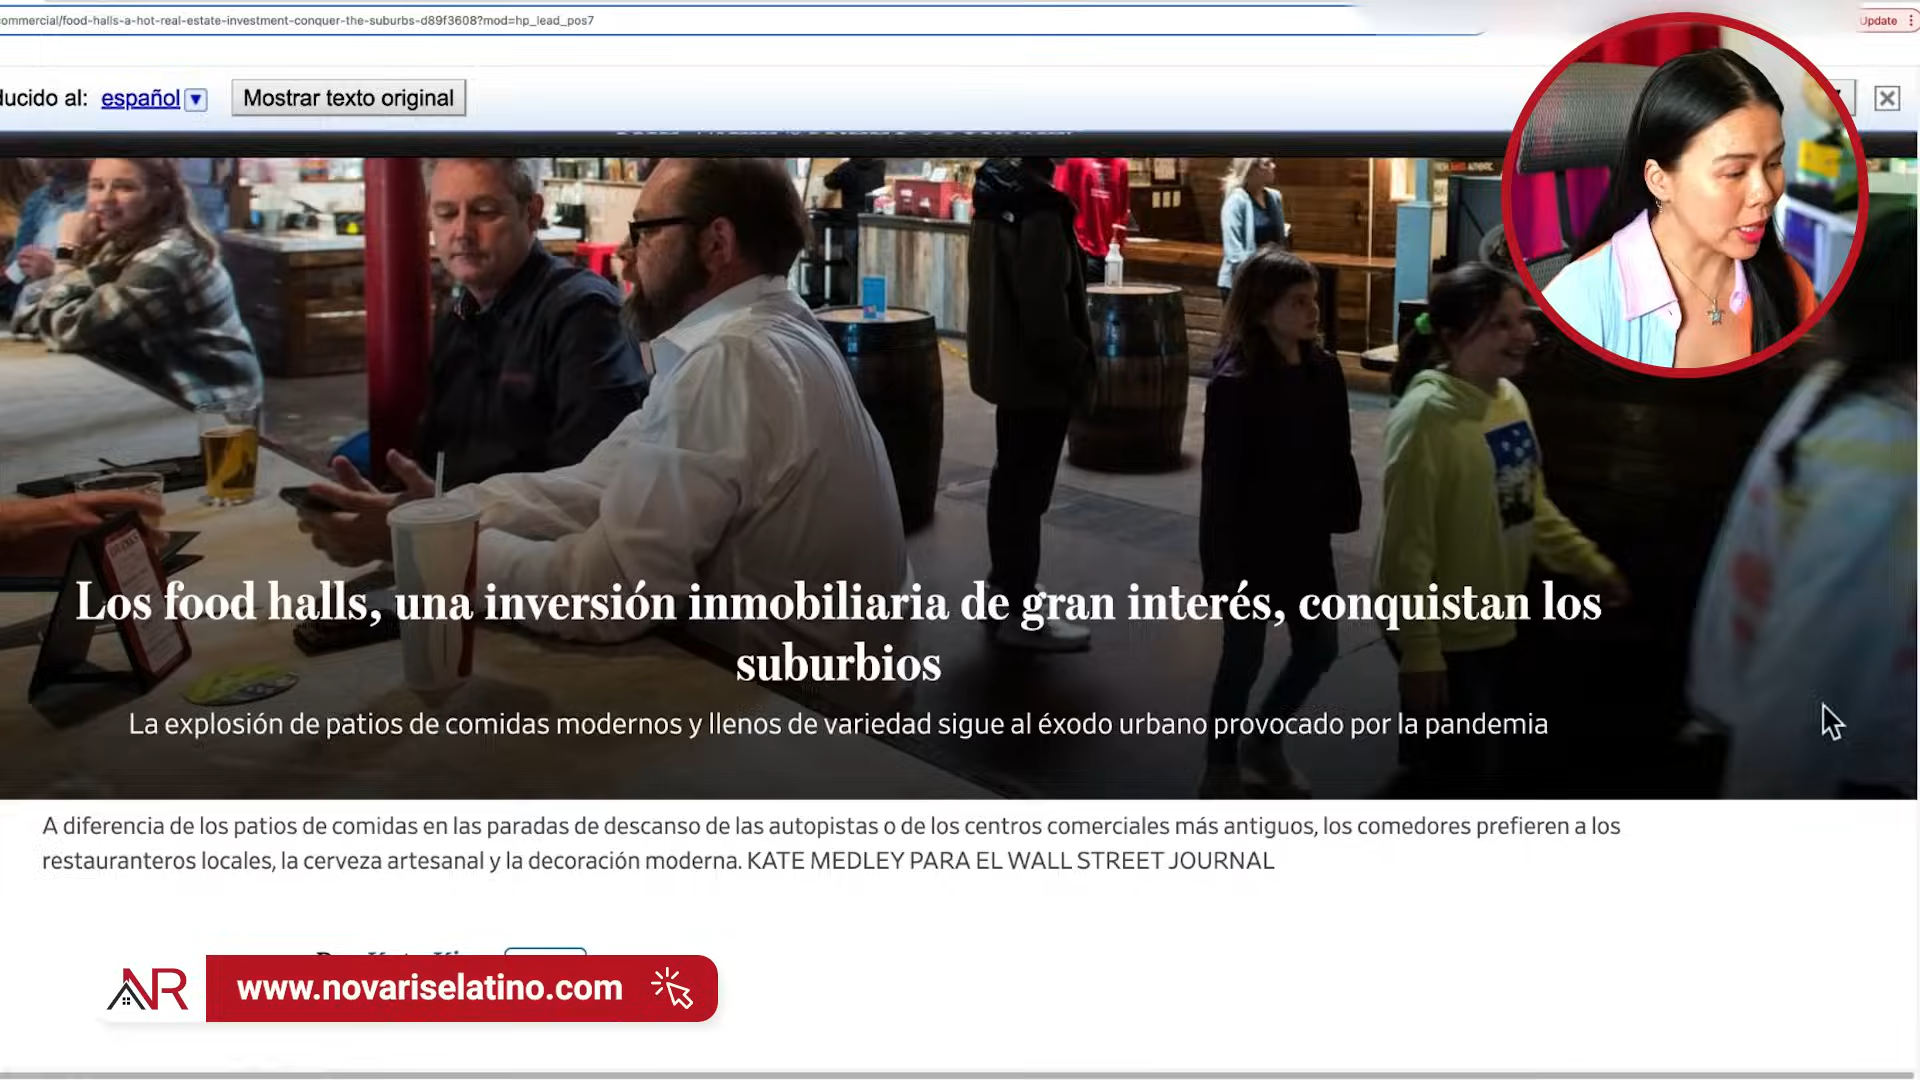 ommercial/food-halls-a-hot-real-estate-investment-conquer-the-suburbs-d89f3608?mod=hp_lead_pos7
Update
ducido al: español
Mostrar texto original
Los food halls, una inversión inmobiliaria de gran interés, conquistan los
suburbios
La explosión de patios de comidas modernos y llenos de variedad sigue al éxodo urbano provocado por la pandemia
A diferencia de los patios de comidas en las paradas de descanso de las autopistas o de los centros comerciales más antiguos, los comedores prefieren a los
restauranteros locales, la cerveza artesanal y la decoración moderna. KATE MEDLEY PARA EL WALL STREET JOURNAL
NR
www.novariselatino.com